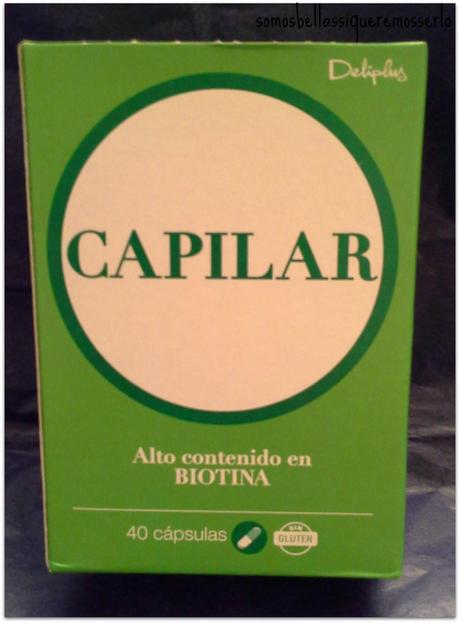 somosbellassiqueremosserlo
Deliplus
CAPILAR
Alto contenido en
BIOTINA
40 cápsulas
SIN
GLUTEN